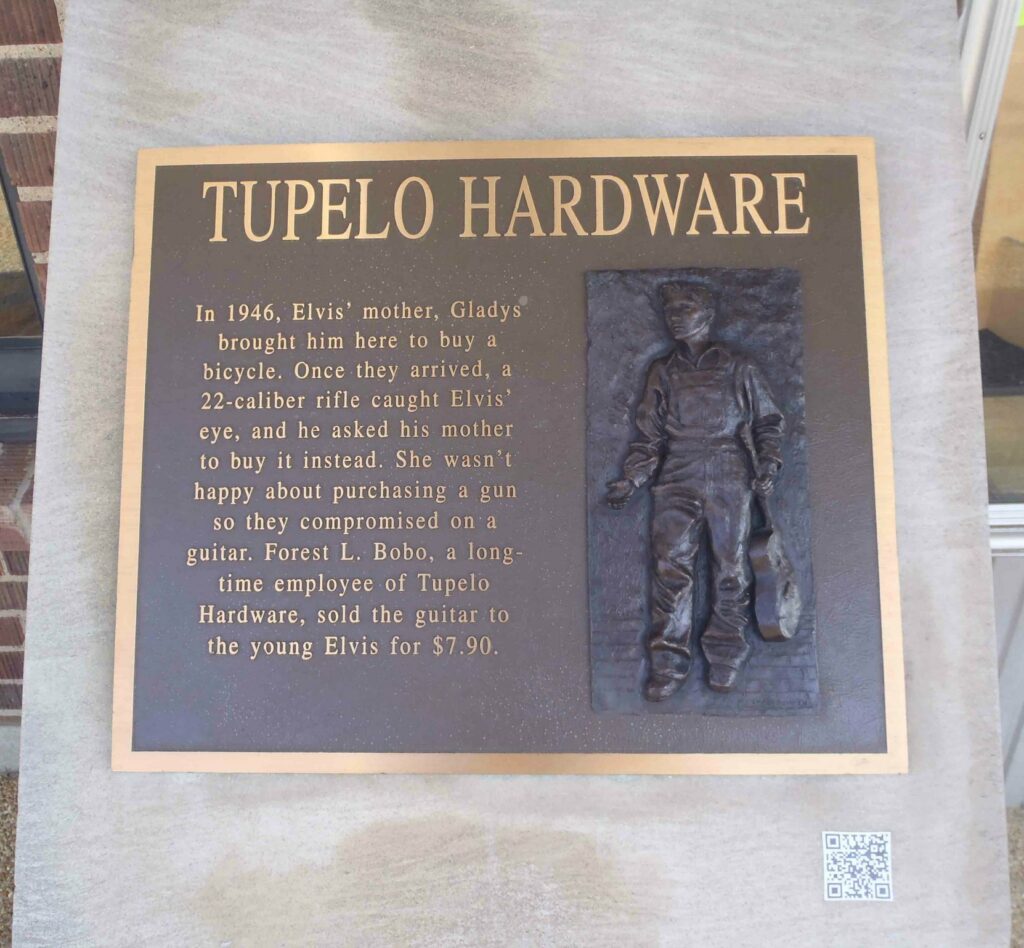 TUPELO HARDWARE
In 1946, Elvis' mother, Gladys
brought him here to buy a
bicycle. Once they arrived, a
22-caliber rifle caught Elvis'
eye, and he asked his mother
to buy it instead. She wasn't
happy about purchasing a gun
so they compromised on a
guitar. Forest L. Bobo, a long-
time employee of Tupelo
Hardware, sold the guitar to
the young Elvis for $7.90.